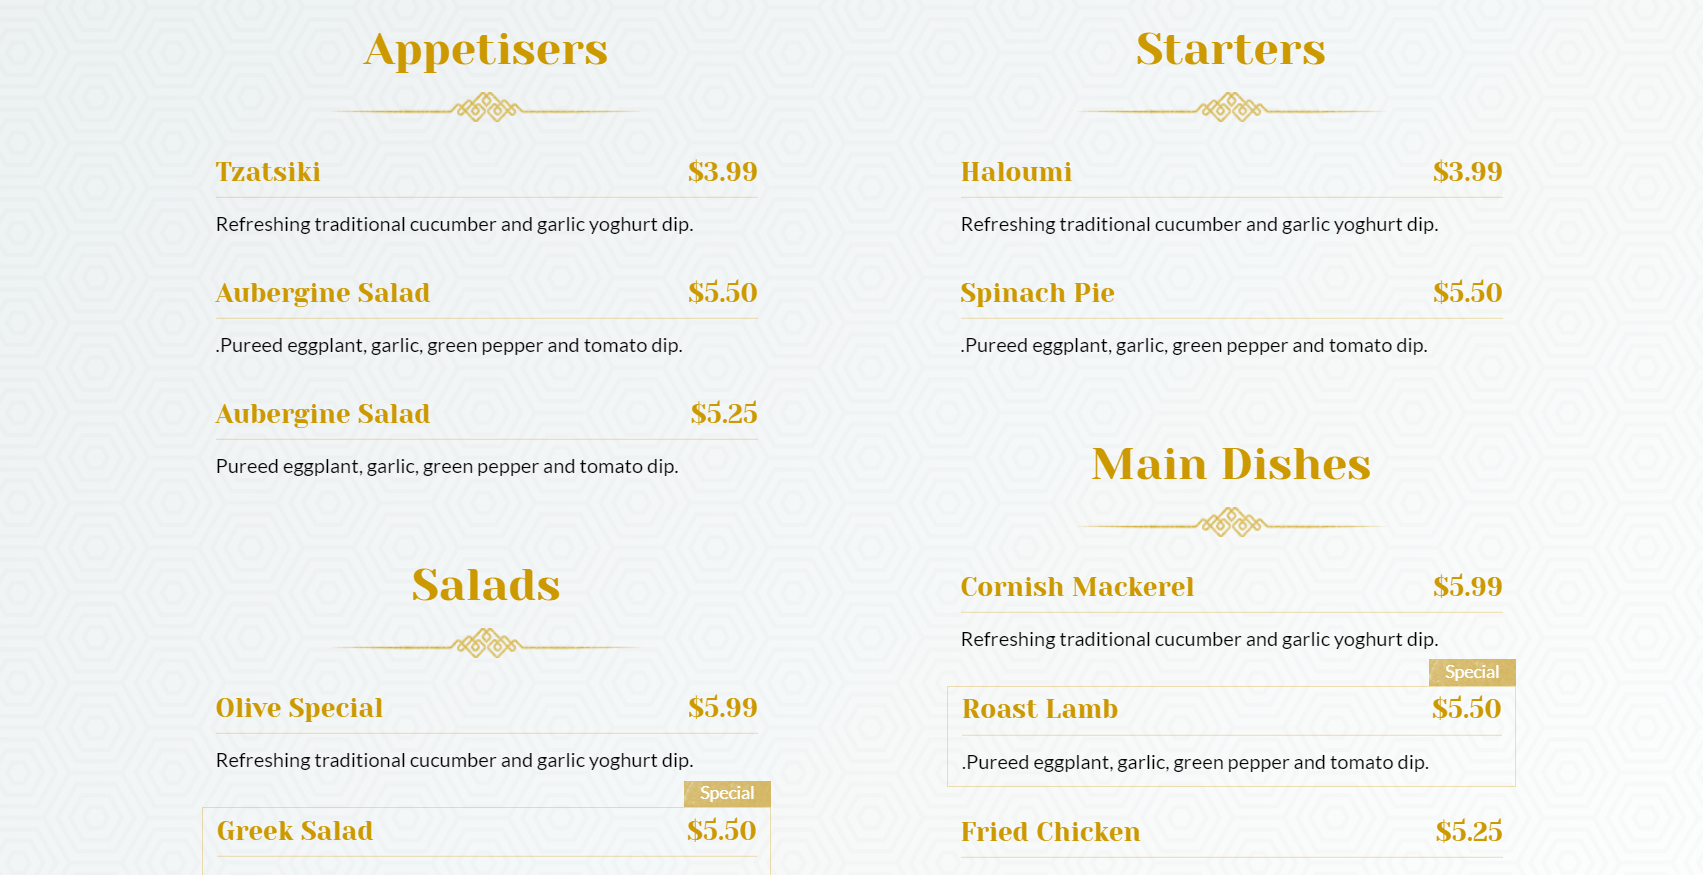 Appetisers
Tzatsiki $3.99
Refreshing traditional cucumber and garlic yoghurt dip.
Aubergine Salad $5.50
.Pureed eggplant, garlic, green pepper and tomato dip.
Aubergine Salad $5.25
Pureed eggplant, garlic, green pepper and tomato dip.
Salads
Olive Special $5.99
Refreshing traditional cucumber and garlic yoghurt dip.
Special
Greek Salad $5.50
Starters
Haloumi $3.99
Refreshing traditional cucumber and garlic yoghurt dip.
Spinach Pie $5.50
.Pureed eggplant, garlic, green pepper and tomato dip.
Main Dishes
Cornish Mackerel $5.99
Refreshing traditional cucumber and garlic yoghurt dip.
Special
Roast Lamb $5.50
.Pureed eggplant, garlic, green pepper and tomato dip.
Fried Chicken $5.25